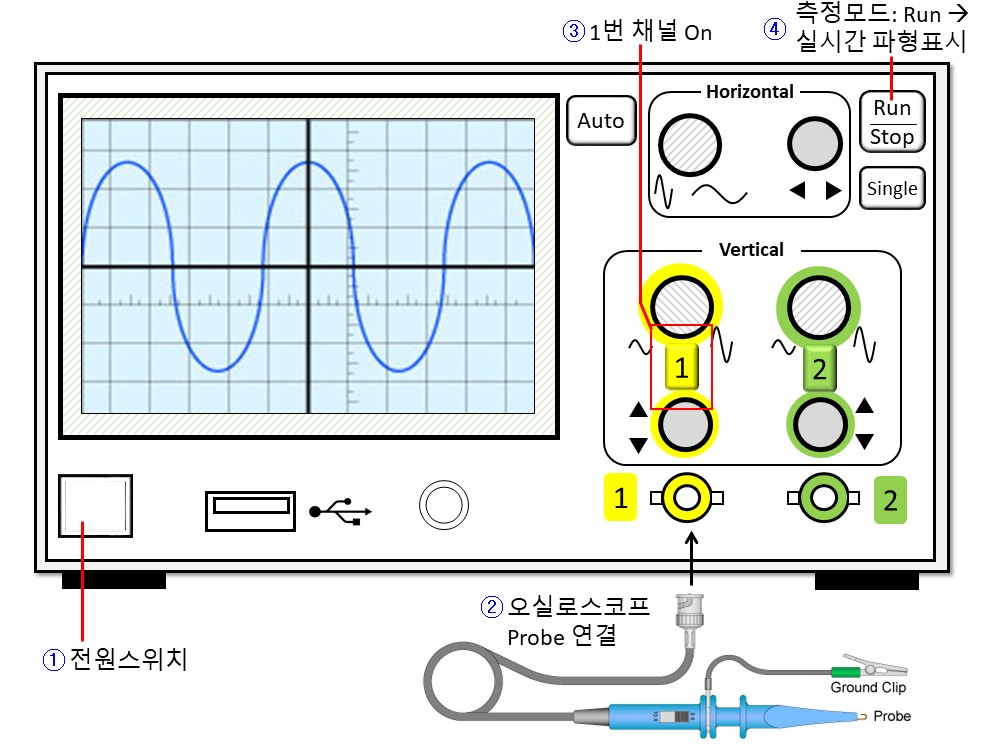 ③ 1번 채널 On
④ 측정모드: Run →
실시간 파형표시
Auto
Horizontal
Run
Stop
Single
Vertical
1
2
1
2
② 오실로스코프
Probe 연결
① 전원스위치
Ground Clip
Probe